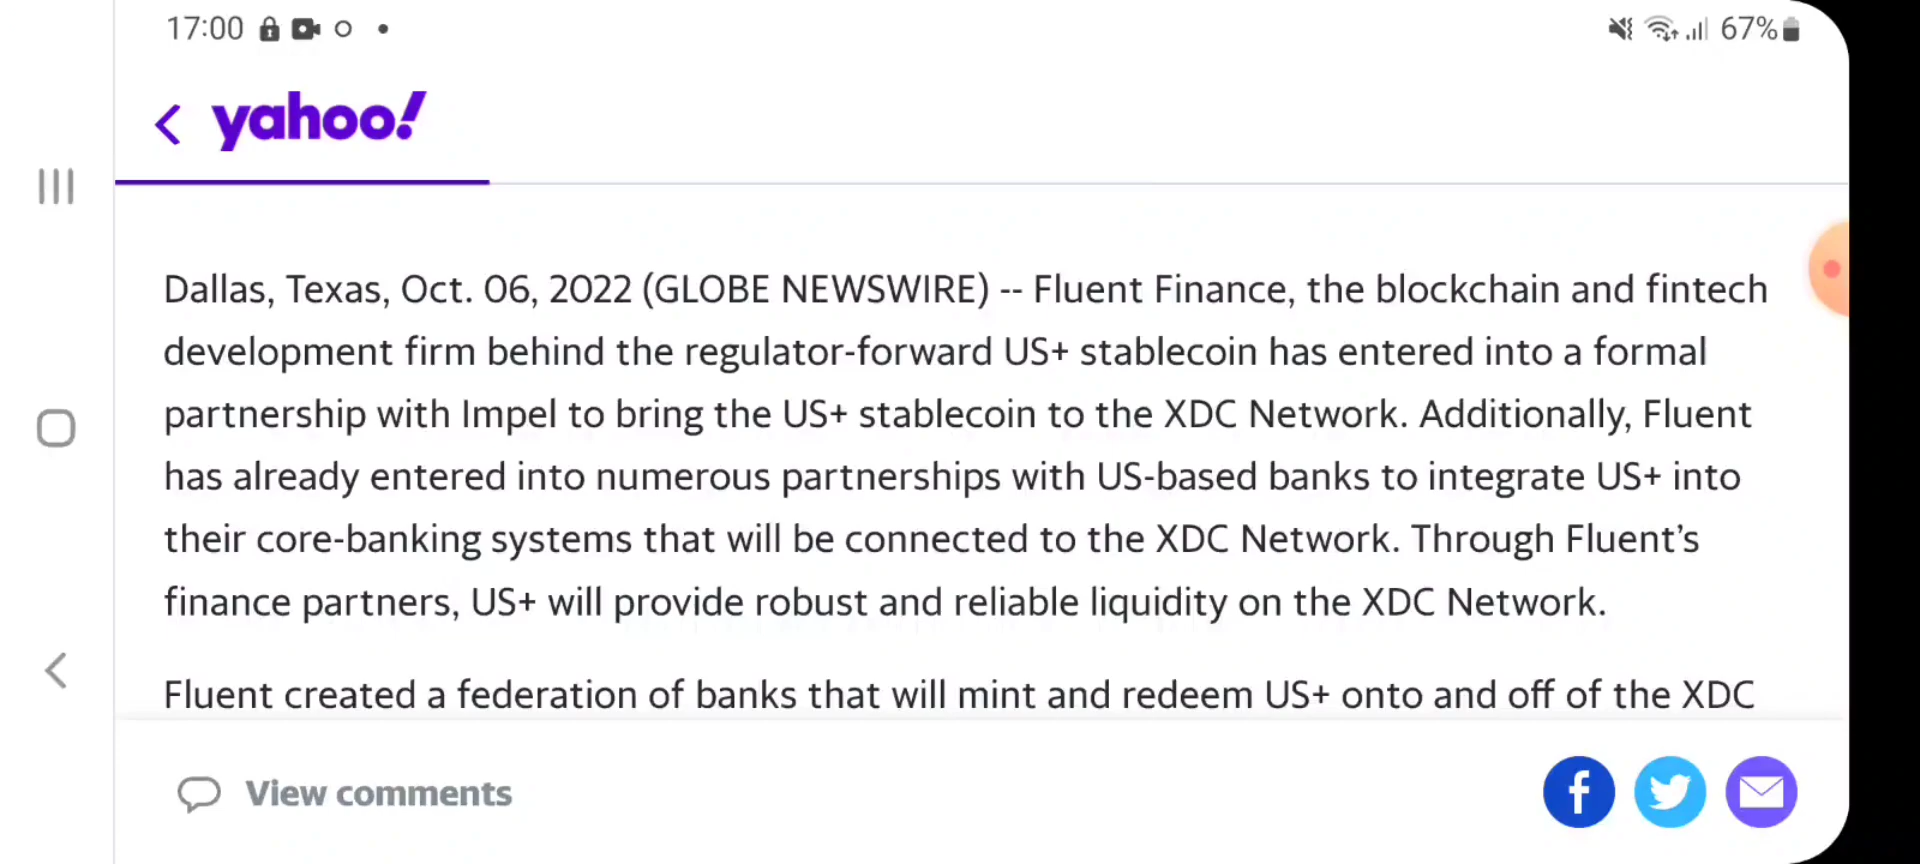 17:00
67%
yahoo!
Dallas, Texas, Oct. 06, 2022 (GLOBE NEWSWIRE) -- Fluent Finance, the blockchain and fintech
development firm behind the regulator-forward US+ stablecoin has entered into a formal
partnership with Impel to bring the US+ stablecoin to the XDC Network. Additionally, Fluent
has already entered into numerous partnerships with US-based banks to integrate US+ into
their core-banking systems that will be connected to the XDC Network. Through Fluent’s
finance partners, US+ will provide robust and reliable liquidity on the XDC Network.
Fluent created a federation of banks that will mint and redeem US+ onto and off of the XDC
View comments